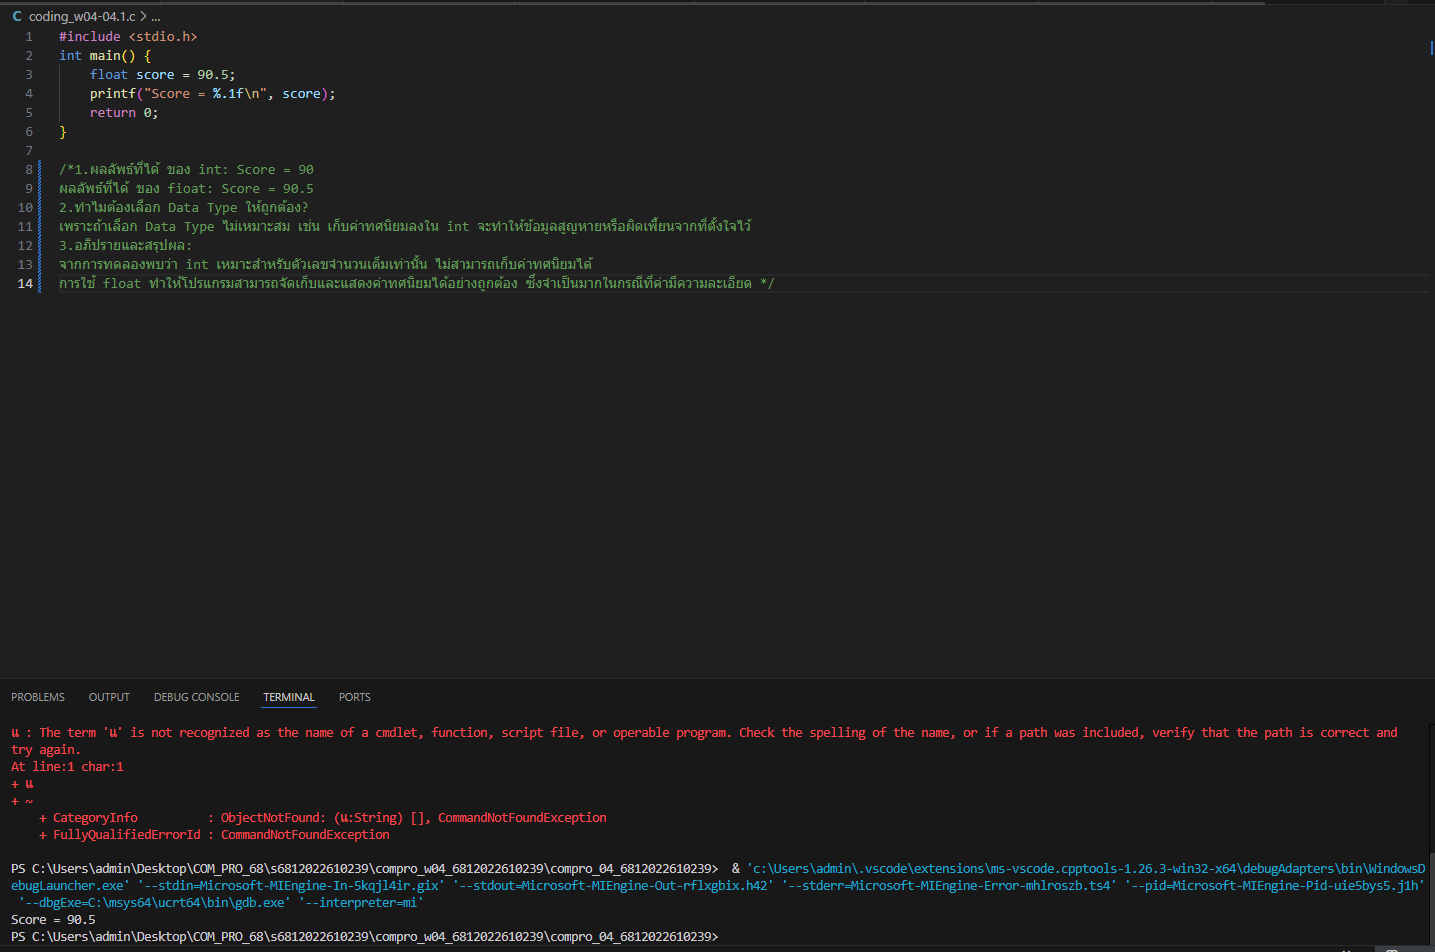 C coding_w04-04.1.c > ...
1 #include <stdio.h>
2 int main() {
3 float score = 90.5;
4 printf("Score = %.1f\n", score);
5 return 0;
6 }
7
8 /*1.ผลลัพธ์ที่ได้ ของ int: Score = 90
9 ผลลัพธ์ที่ได้ ของ fioat: Score = 90.5
10 2.ทำไมต้องเลือก Data Type ให้ถูกต้อง?
11 เพราะถ้าเลือก Data Type ไม่เหมาะสม เช่น เก็บค่าทศนิยมลงใน int จะทำให้ข้อมูลสูญหายหรือผิดเพี้ยนจากที่ตั้งใจไว้
12 3.อภิปรายและสรุปผล:
13 จากการทดลองพบว่า int เหมาะสำหรับตัวเลขจำนวนเต็มเท่านั้น ไม่สามารถเก็บค่าทศนิยมได้
14 การใช้ float ทำให้โปรแกรมสามารถจัดเก็บและแสดงค่าทศนิยมได้อย่างถูกต้อง ซึ่งจำเป็นมากในกรณีที่ค่ามีความละเอียด */
PROBLEMS OUTPUT DEBUG CONSOLE TERMINAL PORTS
แ : The term 'แ' is not recognized as the name of a cmdlet, function, script file, or operable program. Check the spelling of the name, or if a path was included, verify that the path is correct and
try again.
At line:1 char:1
+ แ
+ ~
+ CategoryInfo : ObjectNotFound: (แ:String) [], CommandNotFoundException
+ FullyQualifiedErrorId : CommandNotFoundException
PS C:\Users\admin\Desktop\COM_PRO_68\s6812022610239\compro_w04_6812022610239\compro_04_6812022610239> & 'c:\Users\admin\.vscode\extensions\ms-vscode.cpptools-1.26.3-win32-x64\debugAdapters\bin\WindowsD
ebugLauncher.exe' '--stdin=Microsoft-MIEngine-In-5kqjl4ir.gix' '--stdout=Microsoft-MIEngine-Out-rflxgbix.h42' '--stderr=Microsoft-MIEngine-Error-mhlroszb.ts4' '--pid=Microsoft-MIEngine-Pid-uie5bys5.j1h'
'--dbgExe=C:\msys64\ucrt64\bin\gdb.exe' '--interpreter=mi'
Score = 90.5
PS C:\Users\admin\Desktop\COM_PRO_68\s6812022610239\compro_w04_6812022610239\compro_04_6812022610239>